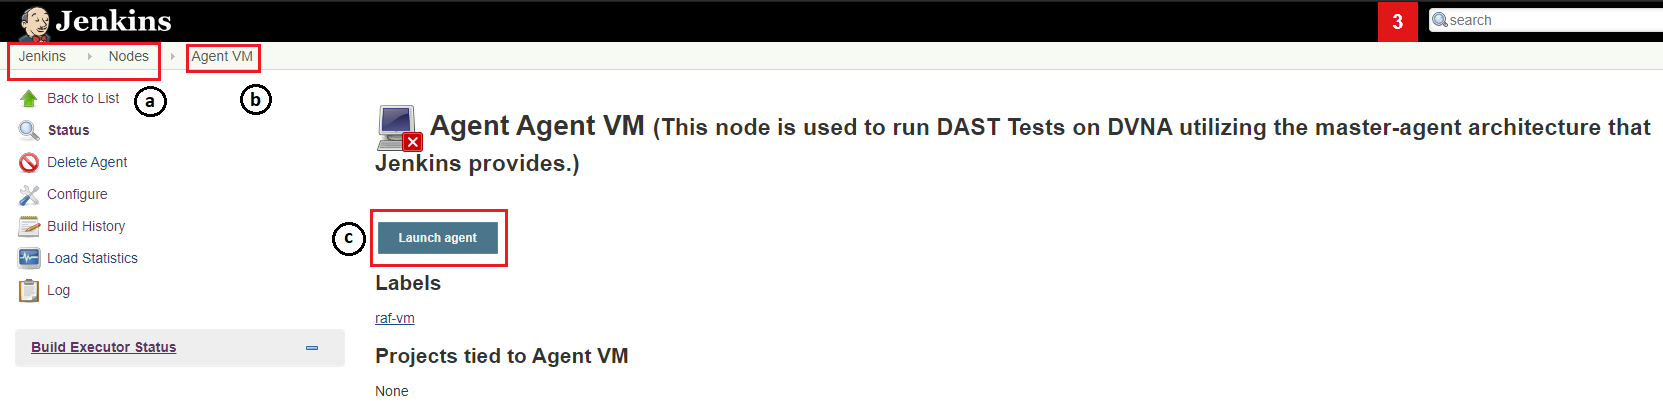 Jenkins
3
search
Jenkins Nodes Agent VM
a
b
Back to List
Status
Delete Agent
Configure
Build History
Load Statistics
Log
Build Executor Status
Agent Agent VM (This node is used to run DAST Tests on DVNA utilizing the master-agent architecture that
Jenkins provides.)
c
Launch agent
Labels
raf-vm
Projects tied to Agent VM
None